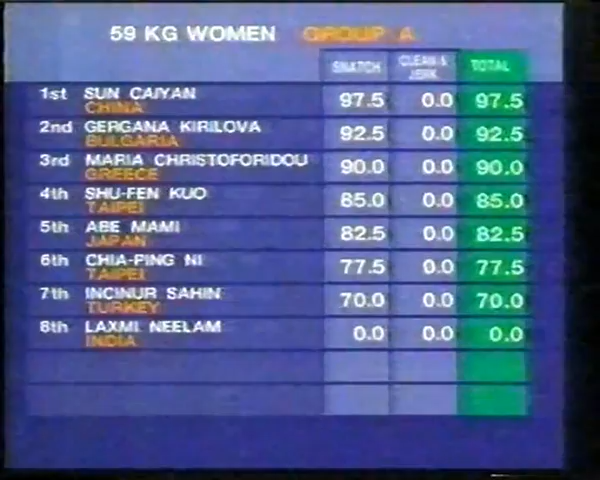 59 KG WOMEN GROUP A
SNATCH CLEAN & JERK TOTAL
1st SUN CAIYAN 97.5 0.0 97.5
CHINA
2nd GERGANA KIRILOVA 92.5 0.0 92.5
BULGARIA
3rd MARIA CHRISTOFORIDOU 90.0 0.0 90.0
GREECE
4th SHU-FEN KUO 85.0 0.0 85.0
TAIPEI
5th ABE MAMI 82.5 0.0 82.5
JAPAN
6th CHIA-PING NI 77.5 0.0 77.5
TAIPEI
7th INCINUR SAHIN 70.0 0.0 70.0
TURKEY
8th LAXMI NEELAM 0.0 0.0 0.0
INDIA